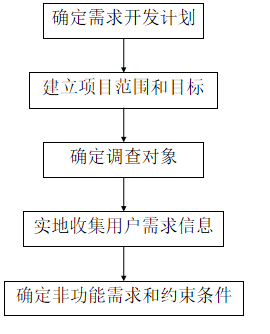 确定需求开发计划
建立项目范围和目标
确定调查对象
实地收集用户需求信息
确定非功能需求和约束条件